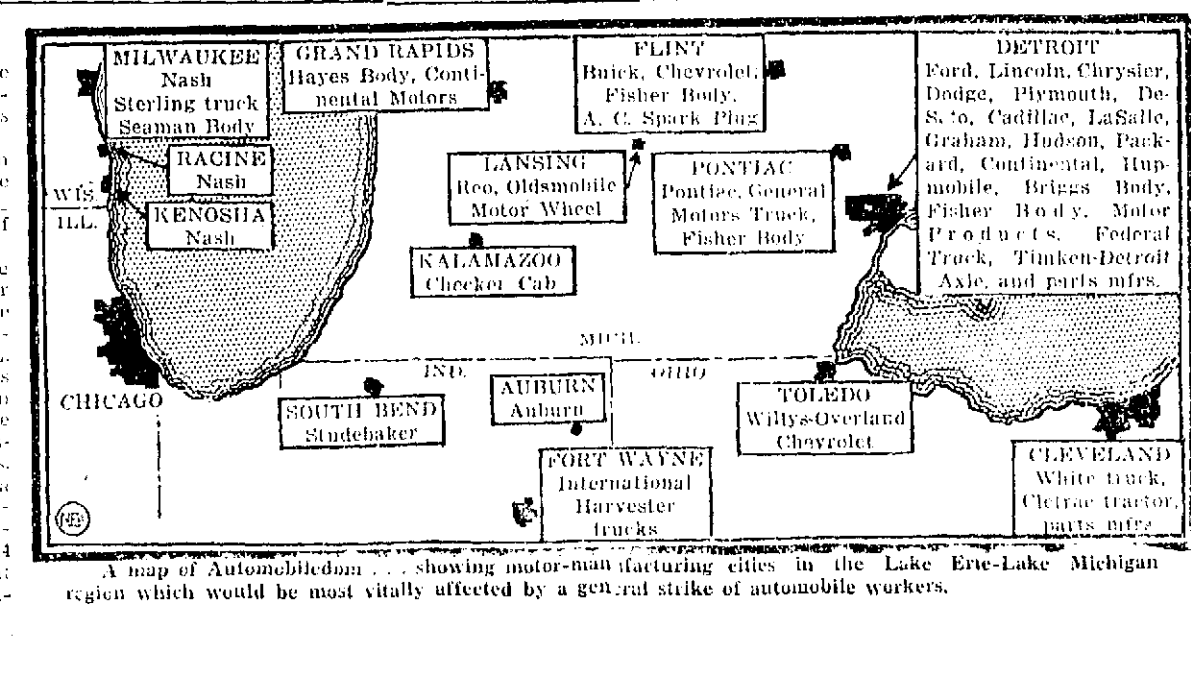 MILWAUKEE
Nash
Sterling truck
Seaman Body
GRAND RAPIDS
Hayes Body, Conti-
nental Motors
FLINT
Buick, Chevrolet,
Fisher Body,
A. C. Spark Plug
DETROIT
Ford, Lincoln, Chrysler,
Dodge, Plymouth, De-
Soto, Cadillac, LaSalle,
Graham, Hudson, Pack-
ard, Continental, Hup-
mobile, Briggs Body,
Fisher Body, Motor
Products, Federal
Truck, Timken-Detroit
Axle, and parts mfrs.
RACINE
Nash
LANSING
Reo, Oldsmobile
Motor Wheel
PONTIAC
Pontiac, General
Motors Truck,
Fisher Body
WIS.
ILL.
KENOSHA
Nash
KALAMAZOO
Checker Cab
MICH.
IND.
OHIO
CHICAGO
SOUTH BEND
Studebaker
AUBURN
Auburn
TOLEDO
Willys-Overland
Chevrolet
FORT WAYNE
International
Harvester
trucks
CLEVELAND
White truck,
Cletrac tractor,
parts mfrs.
NEA
A map of Automobiledom . . . showing motor-manufacturing cities in the Lake Erie-Lake Michigan
region which would be most vitally affected by a general strike of automobile workers.